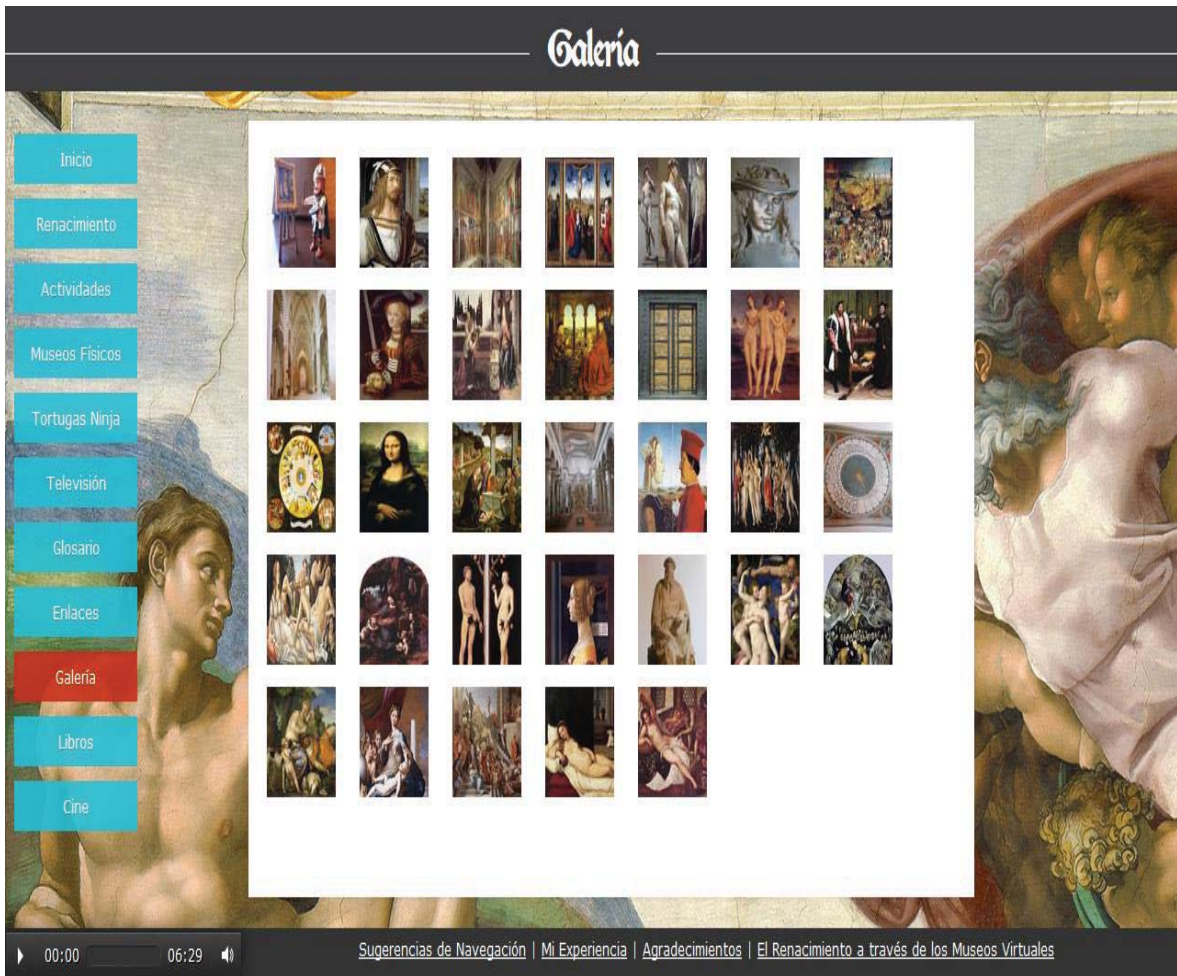 Galería
Inicio
Renacimiento
Actividades
Museos Físicos
Tortugas Ninja
Televisión
Glosario
Enlaces
Galería
Libros
Cine
00:00 06:29
Sugerencias de Navegación | Mi Experiencia | Agradecimientos | El Renacimiento a través de los Museos Virtuales